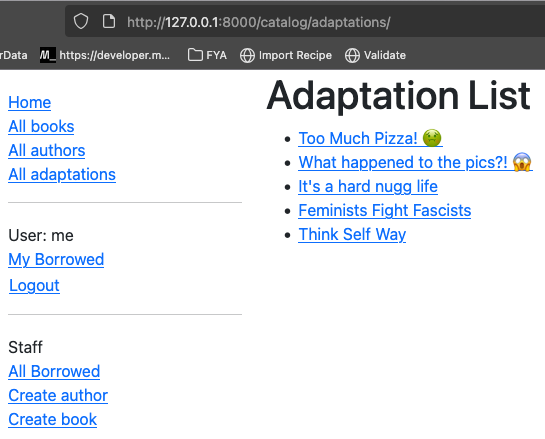 http://127.0.0.1:8000/catalog/adaptations/
rData M_ https://developer.m... FYA Import Recipe Validate
Home
All books
All authors
All adaptations
User: me
My Borrowed
Logout
Staff
All Borrowed
Create author
Create book
Adaptation List
Too Much Pizza! 🤢
What happened to the pics?! 😱
It's a hard nugg life
Feminists Fight Fascists
Think Self Way